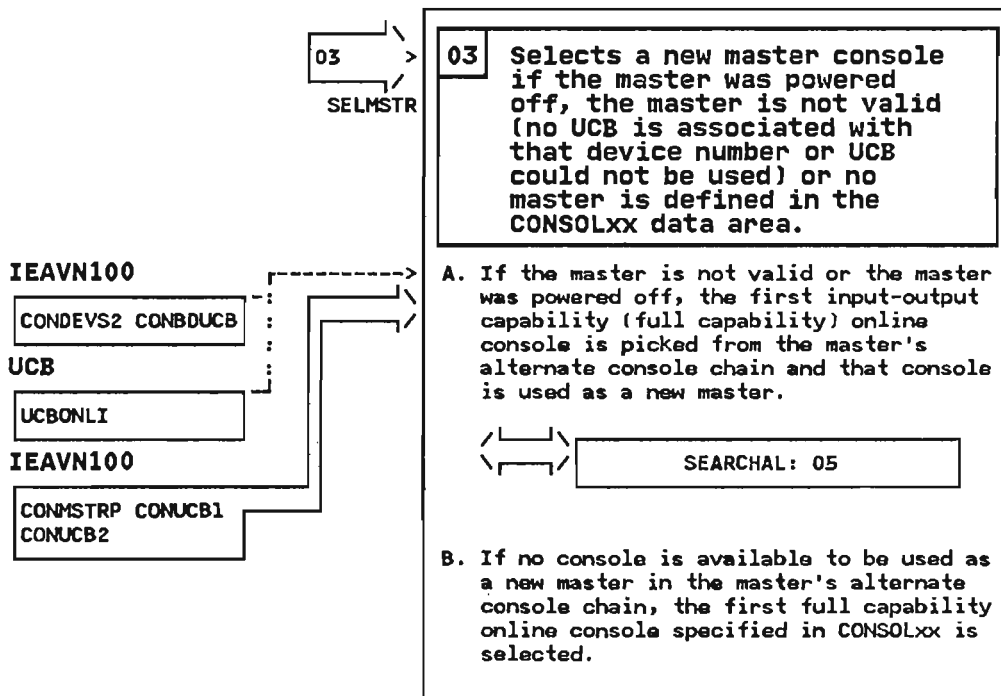 03
SELMSTR
03 Selects a new master console
if the master was powered
off, the master is not valid
(no UCB is associated with
that device number or UCB
could not be used) or no
master is defined in the
CONSOLxx data area.
IEAVN100
CONDEVS2 CONBDUCB
UCB
UCBONLI
IEAVN100
CONMSTRP CONUCB1
CONUCB2
A. If the master is not valid or the master
was powered off, the first input-output
capability (full capability) online
console is picked from the master's
alternate console chain and that console
is used as a new master.
SEARCHAL: 05
B. If no console is available to be used as
a new master in the master's alternate
console chain, the first full capability
online console specified in CONSOLxx is
selected.